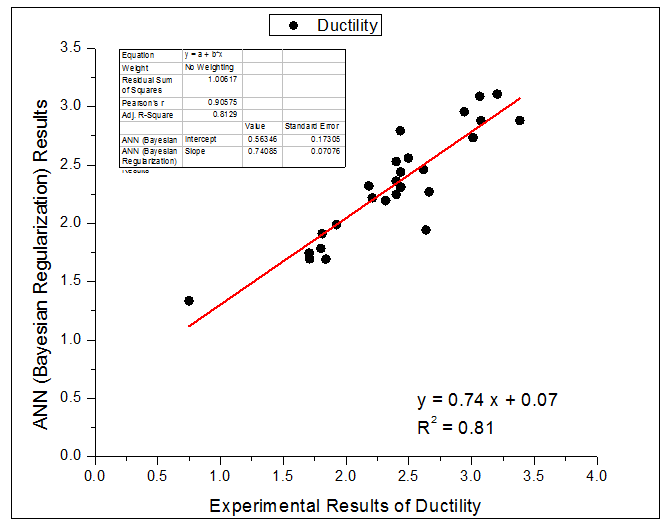 Ductility
3.5
3.0
2.5
2.0
1.5
1.0
0.5
0.0
ANN (Bayesian Regularization) Results
Equation y = a + b*x
Weight No Weighting
Residual Sum
of Squares 1.00617
Pearson's r 0.90575
Adj. R-Square 0.8129
Value Standard Error
ANN (Bayesian Intercept 0.56346 0.17305
ANN (Bayesian Slope 0.74085 0.07076
Regularization)
y = 0.74 x + 0.07
R² = 0.81
0.0 0.5 1.0 1.5 2.0 2.5 3.0 3.5 4.0
Experimental Results of Ductility